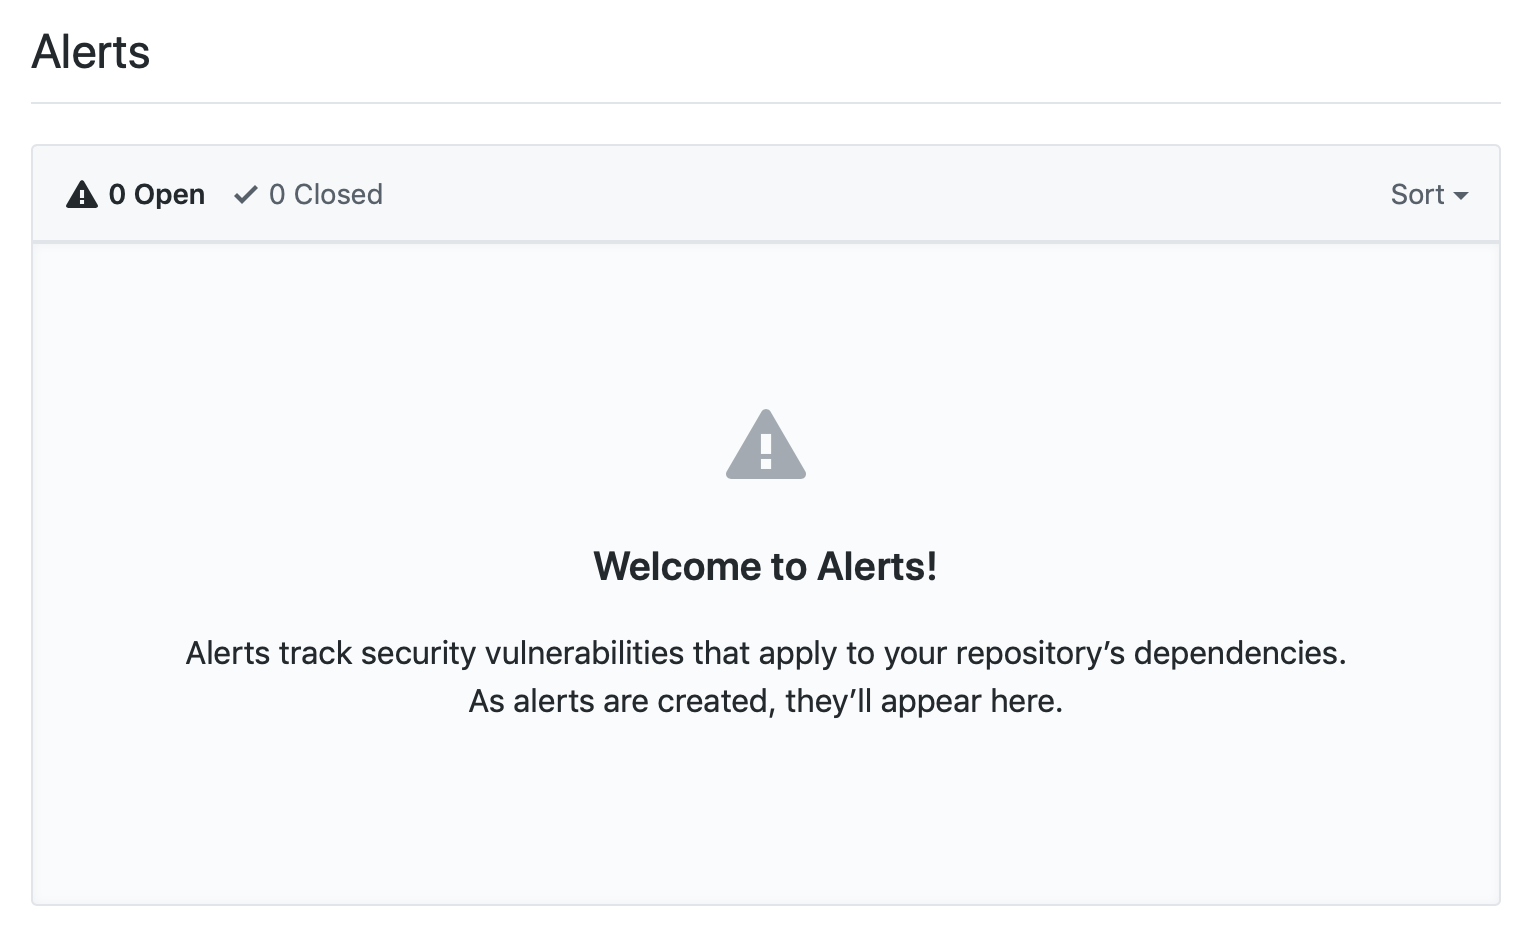 Alerts
0 Open 0 Closed Sort
Welcome to Alerts!
Alerts track security vulnerabilities that apply to your repository’s dependencies.
As alerts are created, they’ll appear here.